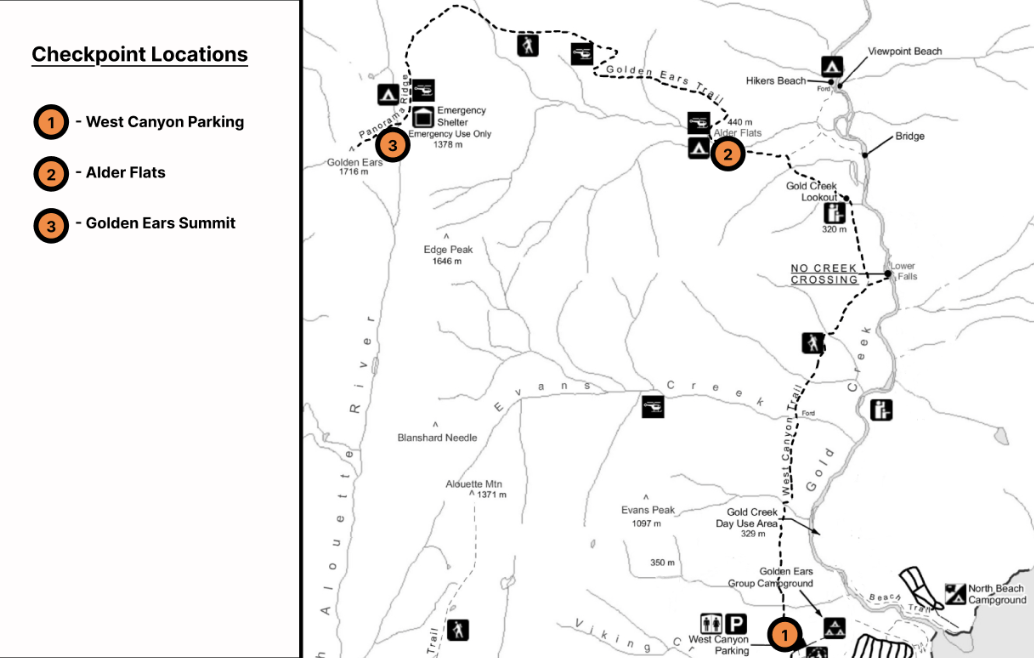 Checkpoint Locations
1 - West Canyon Parking
2 - Alder Flats
3 - Golden Ears Summit
Viewpoint Beach
Hikers Beach
Ford
Golden Ears Trail
Panorama Ridge
Emergency
Shelter
Emergency Use Only
1378 m
3
Golden Ears
1716 m
440 m
Alder Flats
2
Bridge
Gold Creek
Lookout
320 m
Edge Peak
1646 m
NO CREEK
CROSSING
Lower
Falls
Alouette River
Evans Creek
Gold Creek
West Canyon Trail
Ford
Blanshard Needle
Alouette Mtn
1371 m
Evans Peak
1097 m
Gold Creek
Day Use Area
329 m
350 m
Golden Ears
Group Campground
Beach Trail
North Beach
Campground
P
West Canyon
Parking
1
Viking Cr
Trail